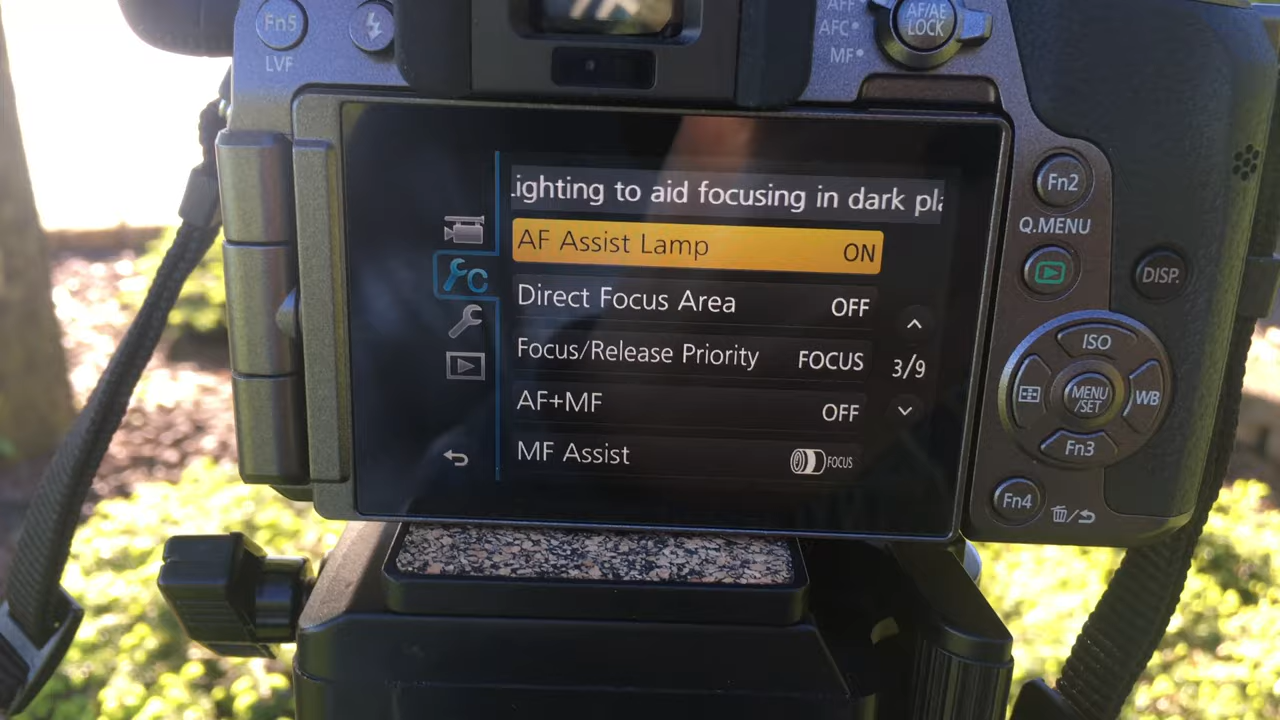 Fn5
LVF
AFF
AFC
MF
AF/AE
LOCK
ighting to aid focusing in dark
AF Assist Lamp ON
Direct Focus Area OFF
Focus/Release Priority FOCUS
3/9
AF+MF OFF
MF Assist FOCUS
Fn2
Q.MENU
DISP.
ISO
MENU
/SET
WB
Fn3
Fn4